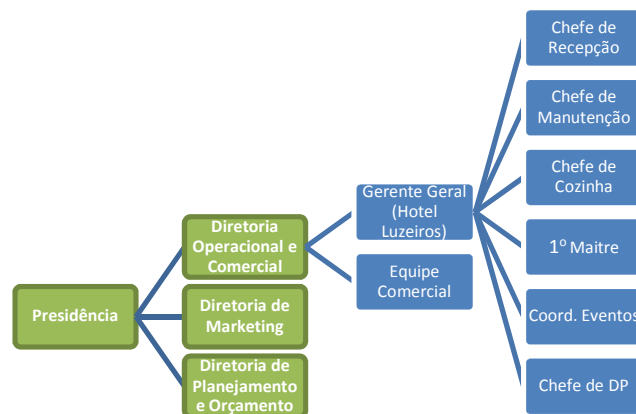 Presidência
Diretoria
Operacional e
Comercial
Diretoria de
Marketing
Diretoria de
Planejamento
e Orçamento
Gerente Geral
(Hotel
Luzeiros)
Equipe
Comercial
Chefe de
Recepção
Chefe de
Manutenção
Chefe de
Cozinha
1º Maitre
Coord. Eventos
Chefe de DP